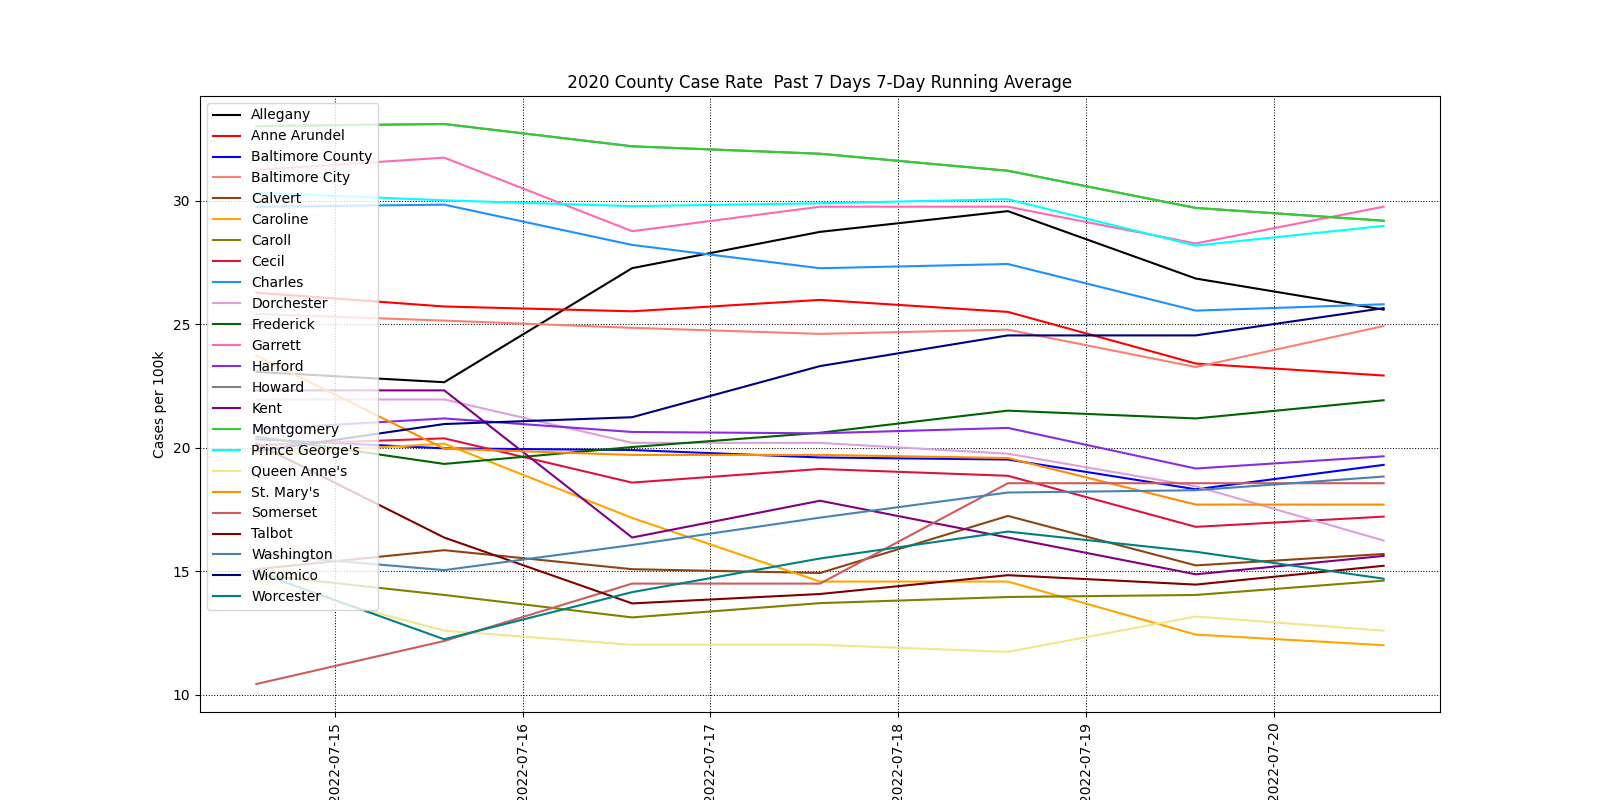 2020 County Case Rate  Past 7 Days 7-Day Running Average
Allegany
Anne Arundel
Baltimore County
Baltimore City
Calvert
Caroline
Caroll
Cecil
Charles
Dorchester
Frederick
Garrett
Harford
Howard
Kent
Montgomery
Prince George's
Queen Anne's
St. Mary's
Somerset
Talbot
Washington
Wicomico
Worcester
Cases per 100k
30
25
20
15
10
2022-07-15
2022-07-16
2022-07-17
2022-07-18
2022-07-19
2022-07-20